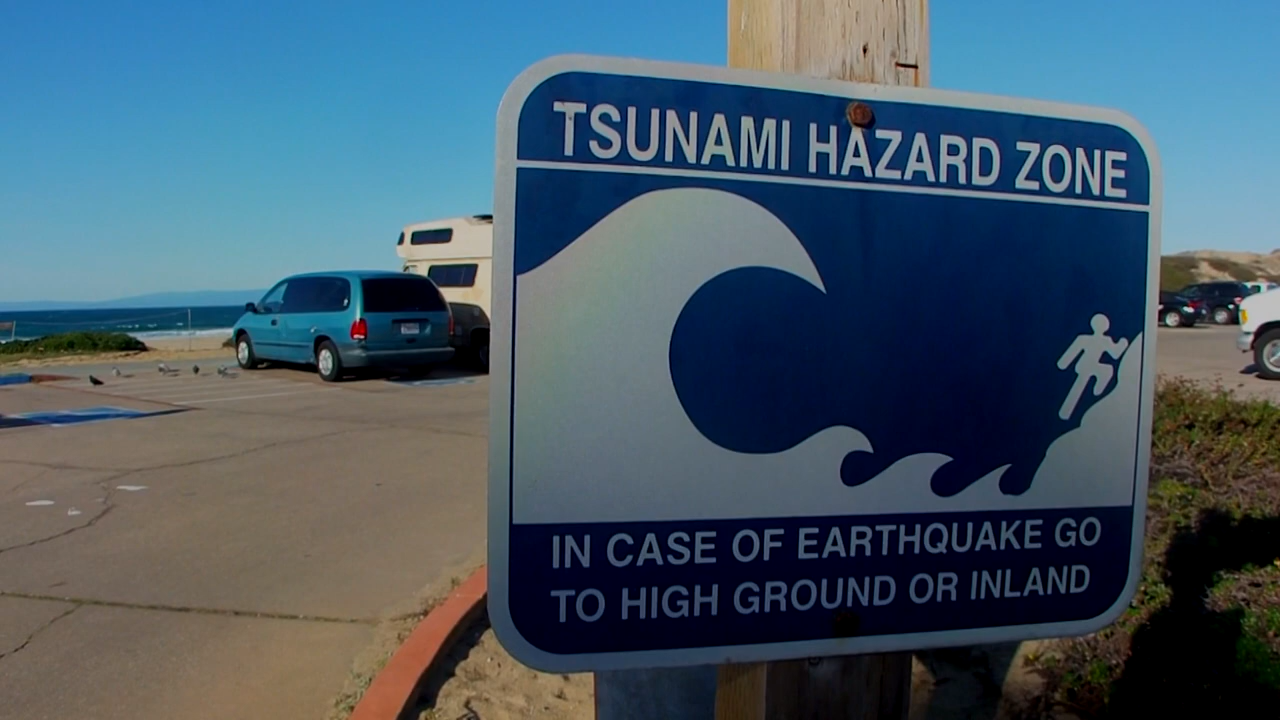 TSUNAMI HAZARD ZONE
IN CASE OF EARTHQUAKE GO
TO HIGH GROUND OR INLAND